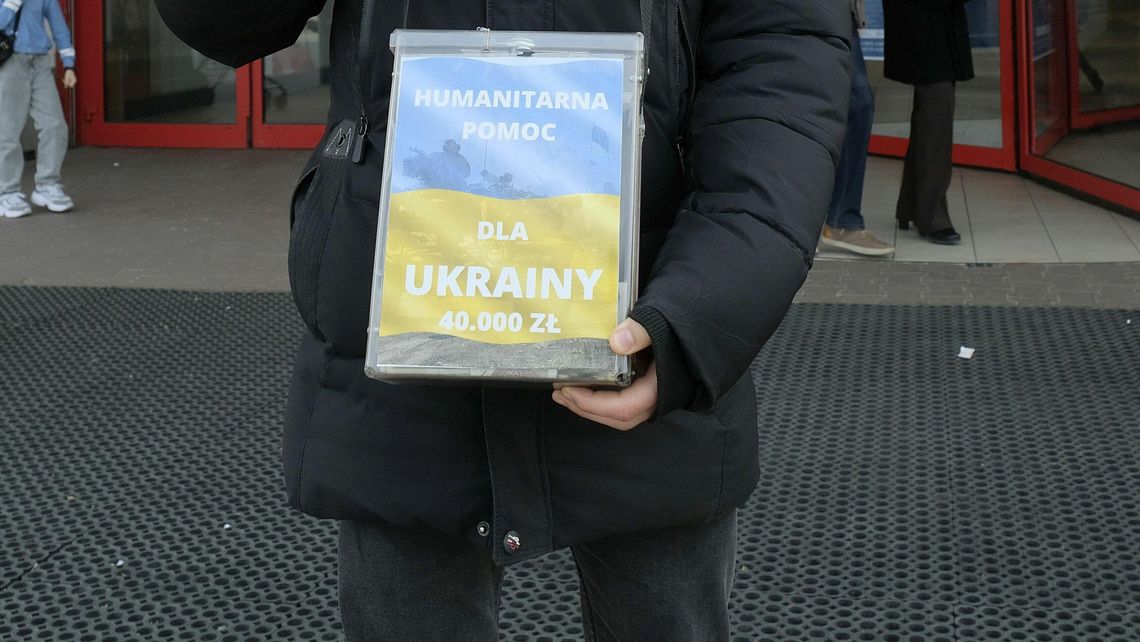 HUMANITARNA
POMOC
DLA
UKRAINY
40.000 ZŁ